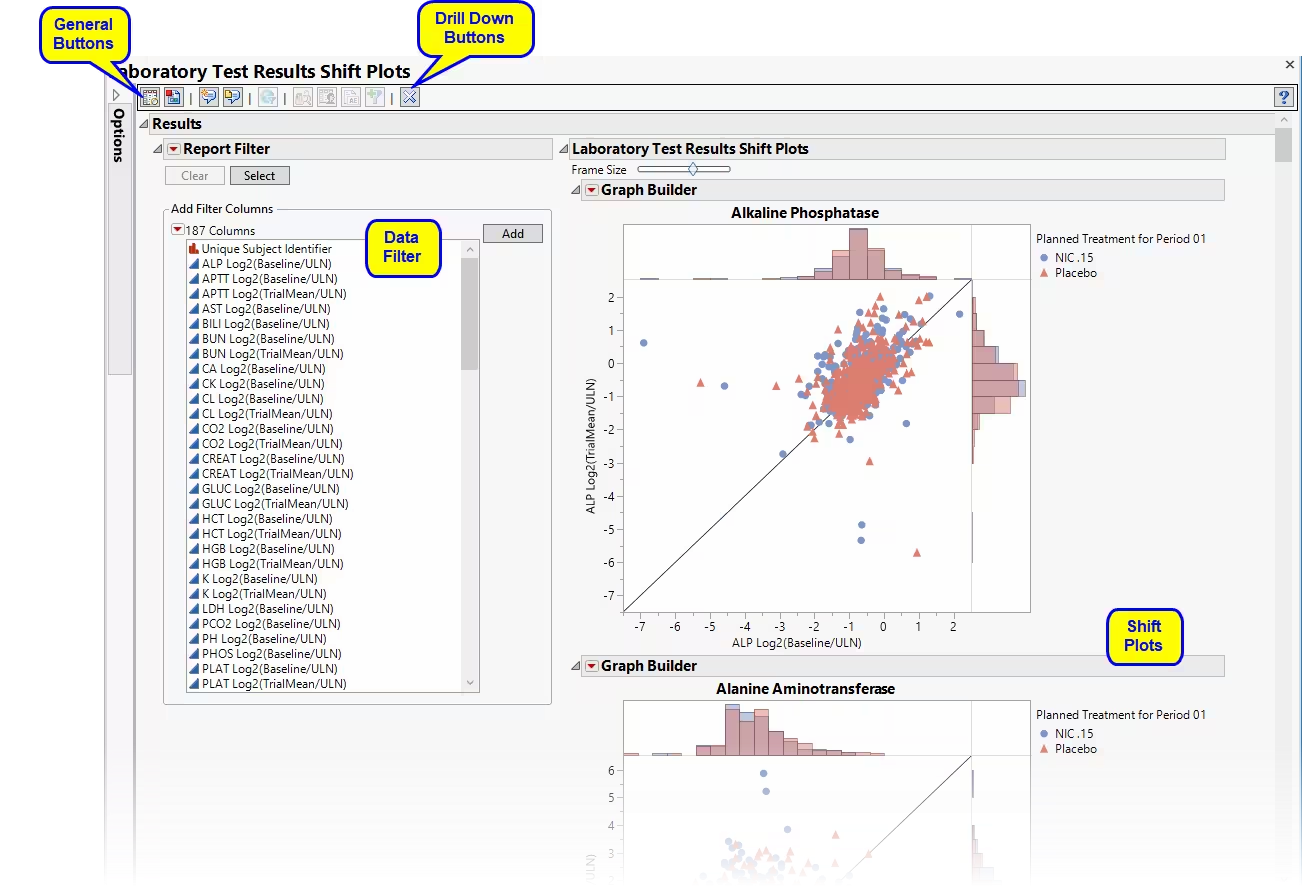 General
Buttons
Drill Down
Buttons
aboratory Test Results Shift Plots
Options
Results
Report Filter
Clear
Select
Add Filter Columns
187 Columns
Add
Data
Filter
Unique Subject Identifier
ALP Log2(Baseline/ULN)
APTT Log2(Baseline/ULN)
APTT Log2(TrialMean/ULN)
AST Log2(Baseline/ULN)
BILI Log2(Baseline/ULN)
BUN Log2(Baseline/ULN)
BUN Log2(TrialMean/ULN)
CA Log2(Baseline/ULN)
CK Log2(Baseline/ULN)
CL Log2(Baseline/ULN)
CL Log2(TrialMean/ULN)
CO2 Log2(Baseline/ULN)
CO2 Log2(TrialMean/ULN)
CREAT Log2(Baseline/ULN)
CREAT Log2(TrialMean/ULN)
GLUC Log2(Baseline/ULN)
GLUC Log2(TrialMean/ULN)
HCT Log2(Baseline/ULN)
HCT Log2(TrialMean/ULN)
HGB Log2(Baseline/ULN)
HGB Log2(TrialMean/ULN)
K Log2(Baseline/ULN)
K Log2(TrialMean/ULN)
LDH Log2(Baseline/ULN)
PCO2 Log2(Baseline/ULN)
PH Log2(Baseline/ULN)
PHOS Log2(Baseline/ULN)
PLAT Log2(Baseline/ULN)
PLAT Log2(TrialMean/ULN)
Laboratory Test Results Shift Plots
Frame Size
Graph Builder
Alkaline Phosphatase
Planned Treatment for Period 01
NIC .15
Placebo
ALP Log2(TrialMean/ULN)
2
1
0
-1
-2
-3
-4
-5
-6
-7
-7 -6 -5 -4 -3 -2 -1 0 1 2
ALP Log2(Baseline/ULN)
Shift
Plots
Graph Builder
Alanine Aminotransferase
Planned Treatment for Period 01
NIC .15
Placebo
6
5
4
3
/ULN)